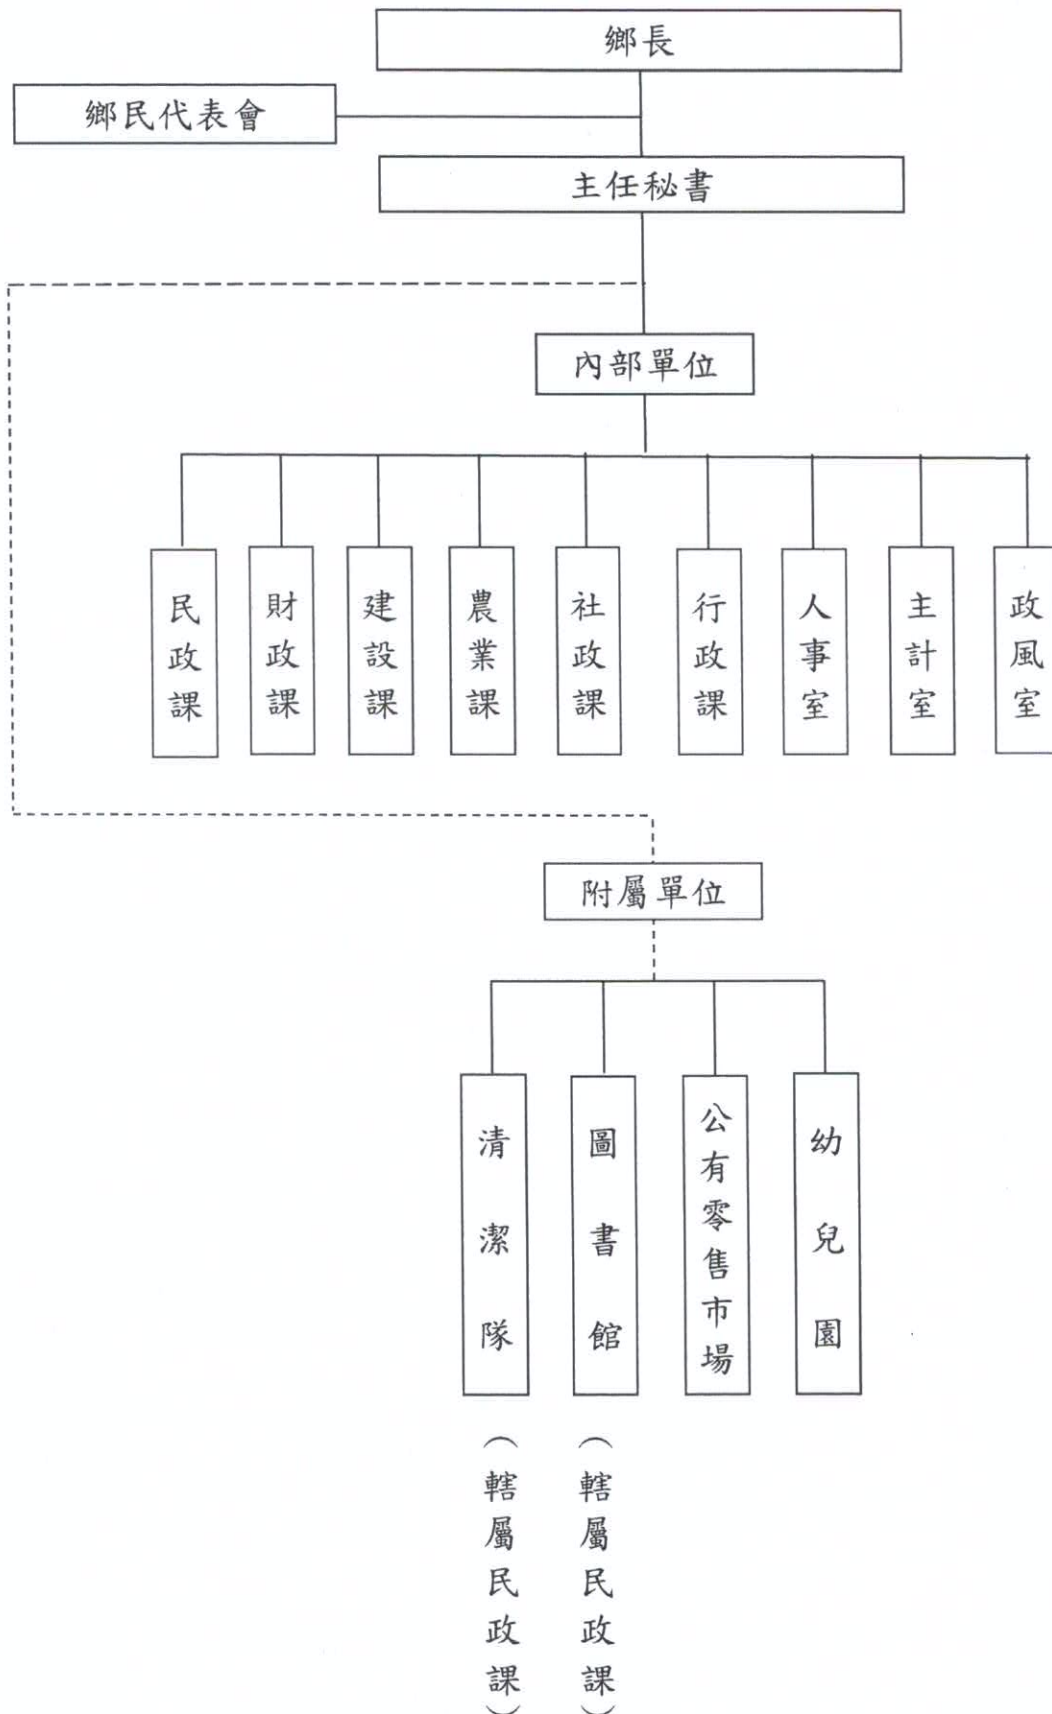 鄉長
鄉民代表會
主任秘書
內部單位
民政課
財政課
建設課
農業課
社政課
行政課
人事室
主計室
政風室
附屬單位
清潔隊
圖書館
公有零售市場
幼兒園
（轄屬民政課）
（轄屬民政課）